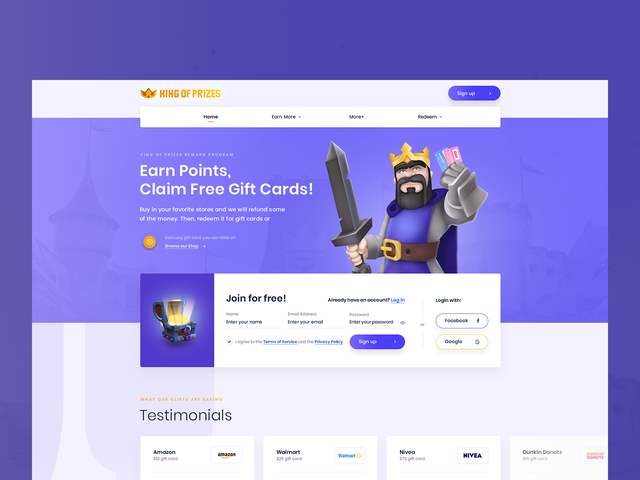 KING OF PRIZES
Sign up
Home
Earn More
More+
Redeem
KING OF PRIZES REWARD PROGRAM
Earn Points,
Claim Free Gift Cards!
Buy in your favorite stores and we will refund some
of the money. Then, redeem it for gift cards or
Earn any gift card you can think of!
Browse our Shop
Join for free!
Already have an account? Log in
Name
Enter your name
Email Address
Enter your email
Password
Enter your password
I agree to the Terms of Service and the Privacy Policy
Sign up
or
Login with:
Facebook
Google
WHAT OUR CLIETS ARE SAYING
Testimonials
Amazon
$10 gift card
amazon
Walmart
$25 gift card
Walmart
Nivea
$75 gift card
NIVEA
Dunkin Donats
$15 gift card
DUNKIN'
DONUTS